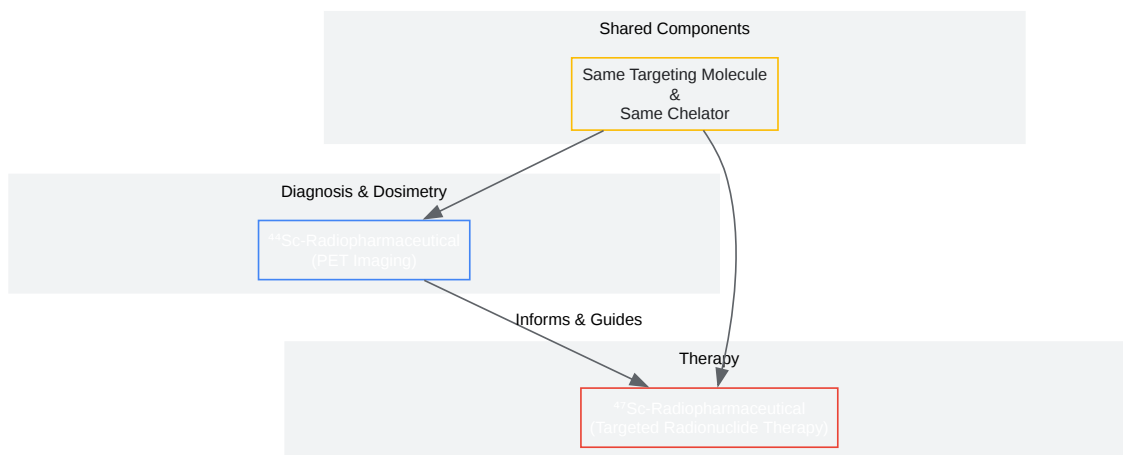 Shared Components
Same Targeting Molecule
&
Same Chelator
Diagnosis & Dosimetry
⁴⁴Sc-Radiopharmaceutical
(PET Imaging)
Informs & Guides
Therapy
⁴⁷Sc-Radiopharmaceutical
(Targeted Radionuclide Therapy)